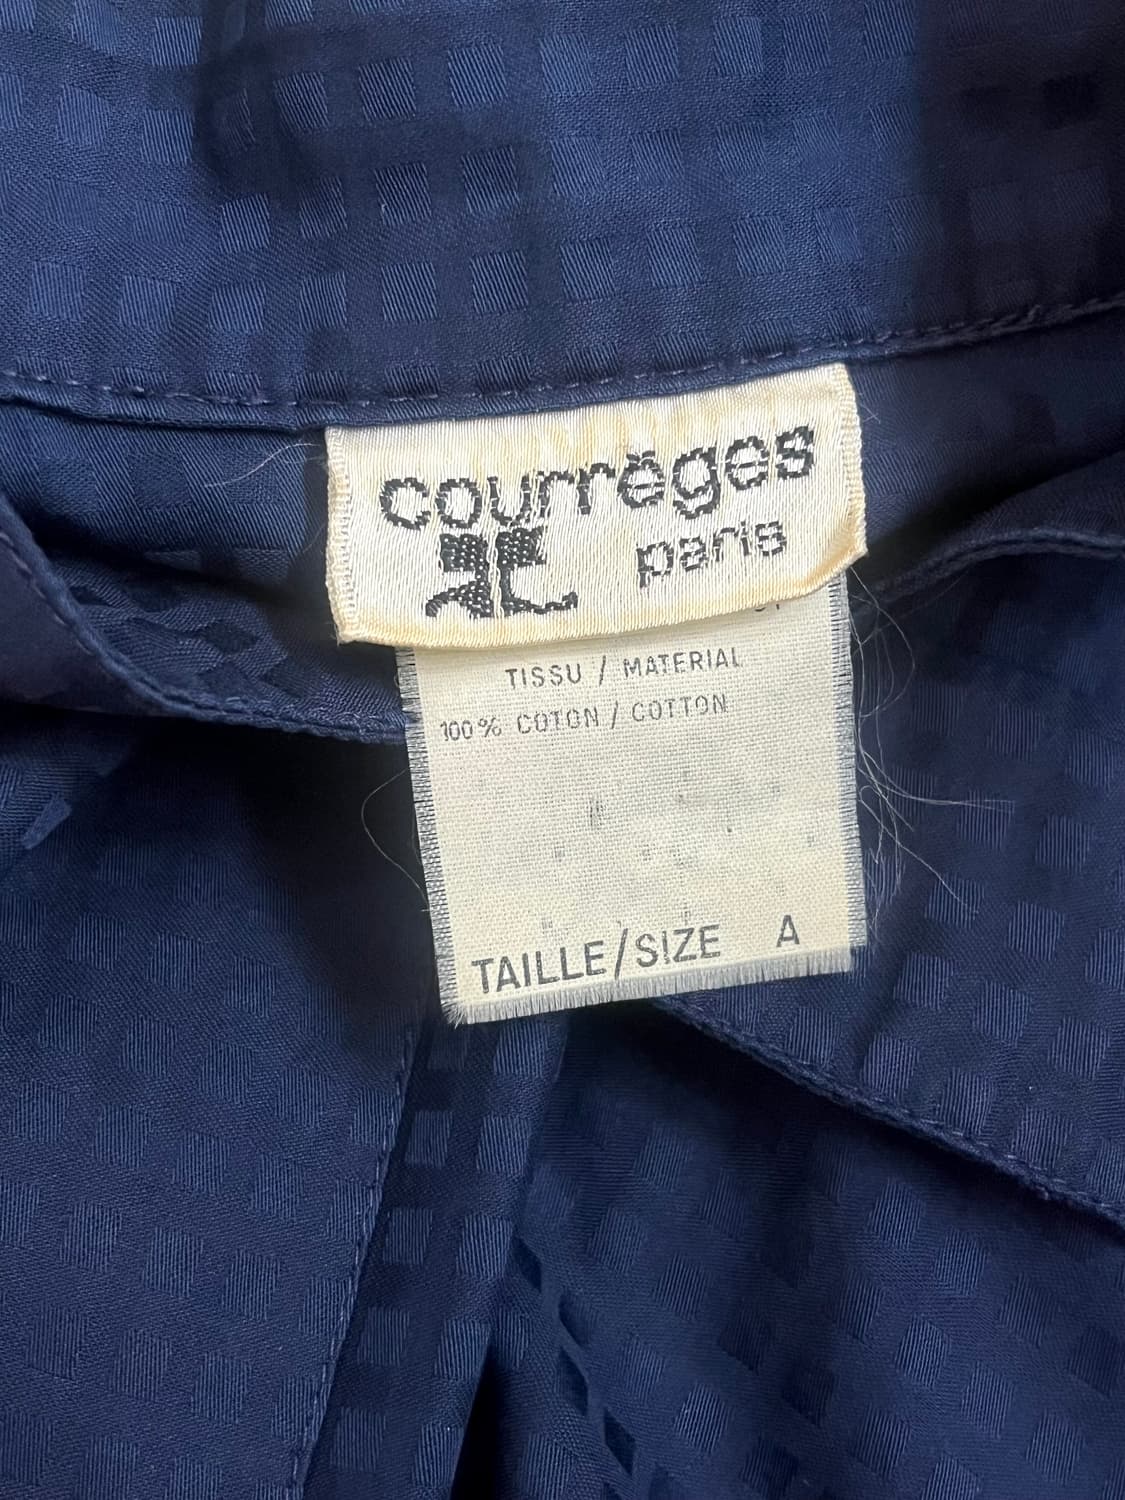 courrèges
paris
TISSU / MATERIAL
100% COTON / COTTON
TAILLE/SIZE A